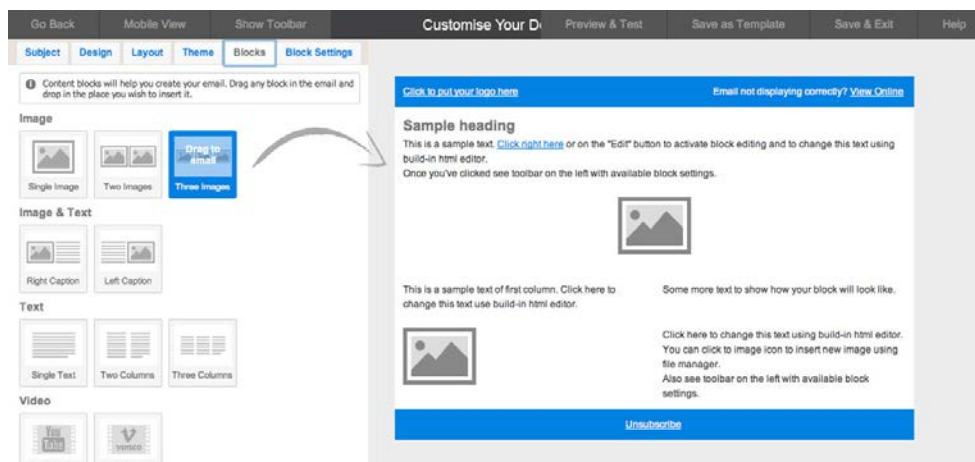 Go Back Mobile View Show Toolbar Customise Your De Preview & Test Save as Template Save & Exit Help
Subject Design Layout Theme Blocks Block Settings
Content blocks will help you create your email. Drag any block in the email and
drop in the place you wish to insert it.
Image
Drag to
email
Single Image Two Images Three Images
Image & Text
Right Caption Left Caption
Text
Single Text Two Columns Three Columns
Video
You Tube vimeo
Click to put your logo here Email not displaying correctly? View Online
Sample heading
This is a sample text. Click right here or on the "Edit" button to activate block editing and to change this text using
build-in html editor.
Once you've clicked see toolbar on the left with available block settings.
This is a sample text of first column. Click here to
change this text use build-in html editor.
Some more text to show how your block will look like.
Click here to change this text using build-in html editor.
You can click to image icon to insert new image using
file manager.
Also see toolbar on the left with available block
settings.
Unsubscribe